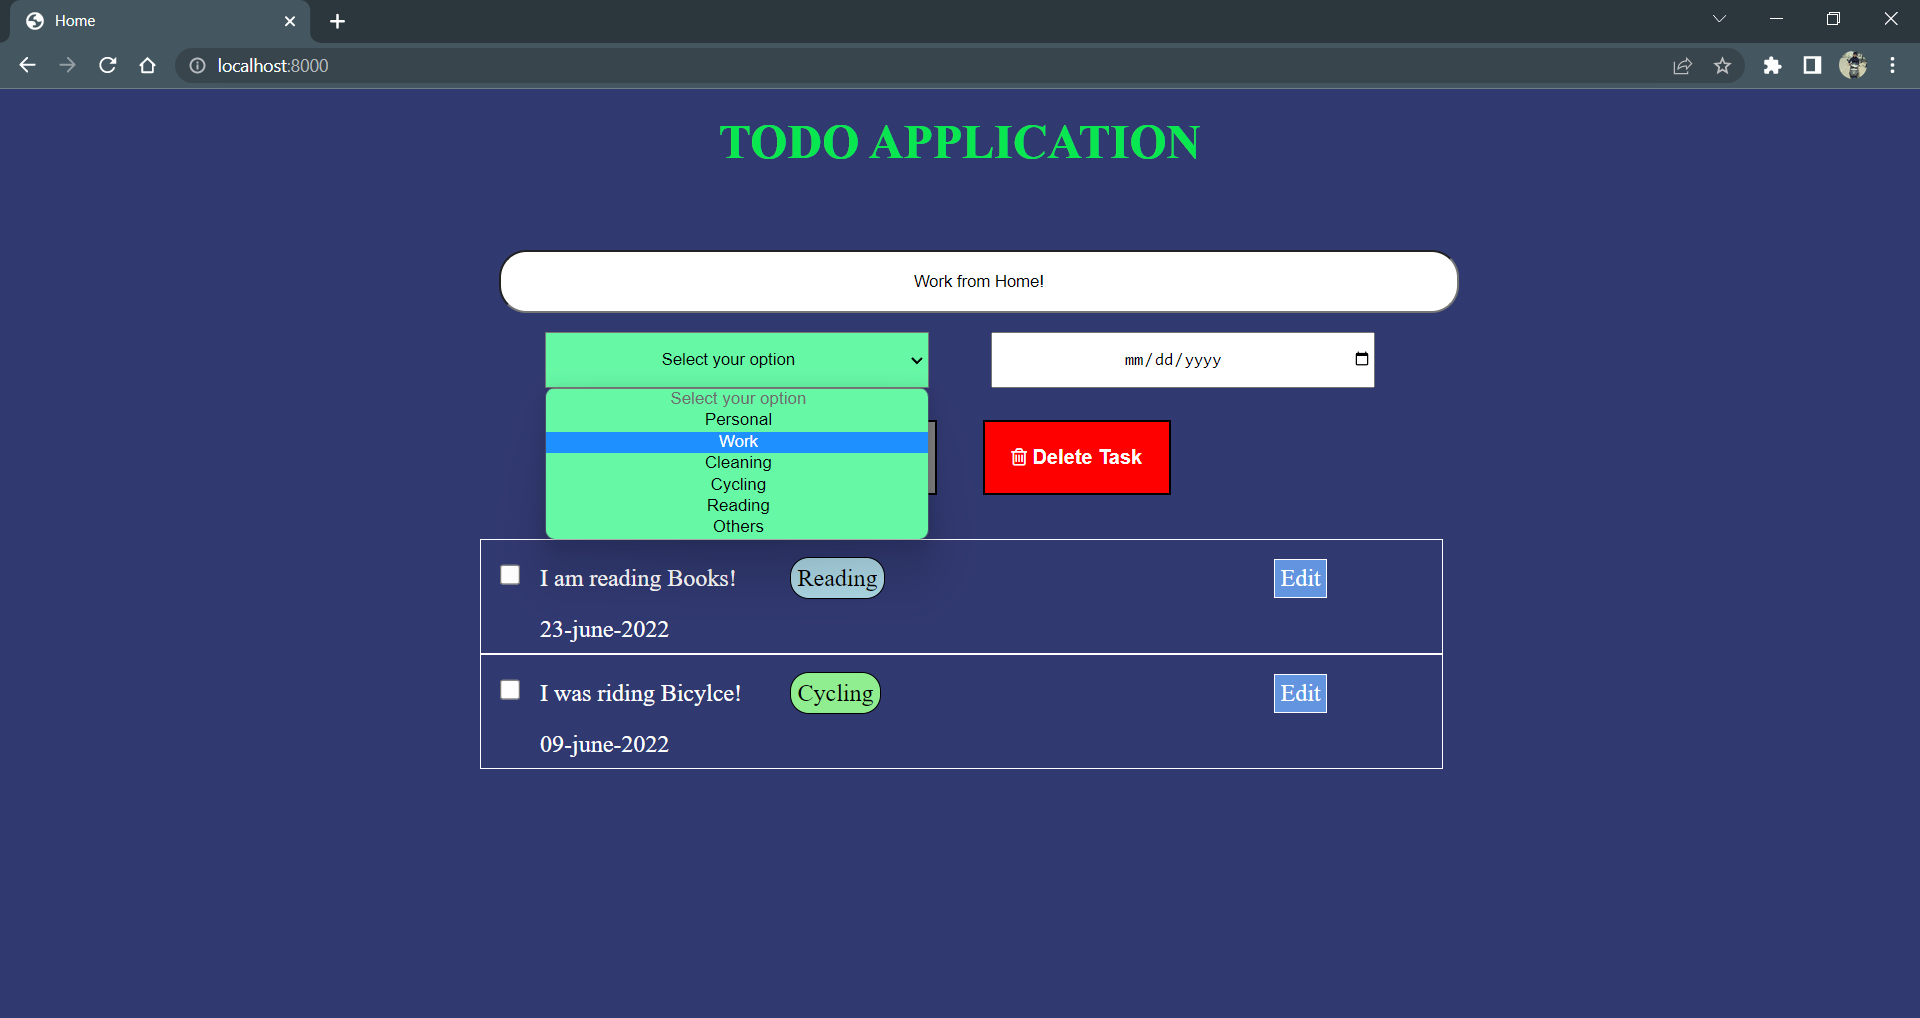 Home
localhost:8000
TODO APPLICATION
Work from Home!
Select your option
mm/dd/yyyy
Select your option
Personal
Work
Cleaning
Cycling
Reading
Others
Delete Task
I am reading Books!
Reading
Edit
23-june-2022
I was riding Bicylce!
Cycling
Edit
09-june-2022